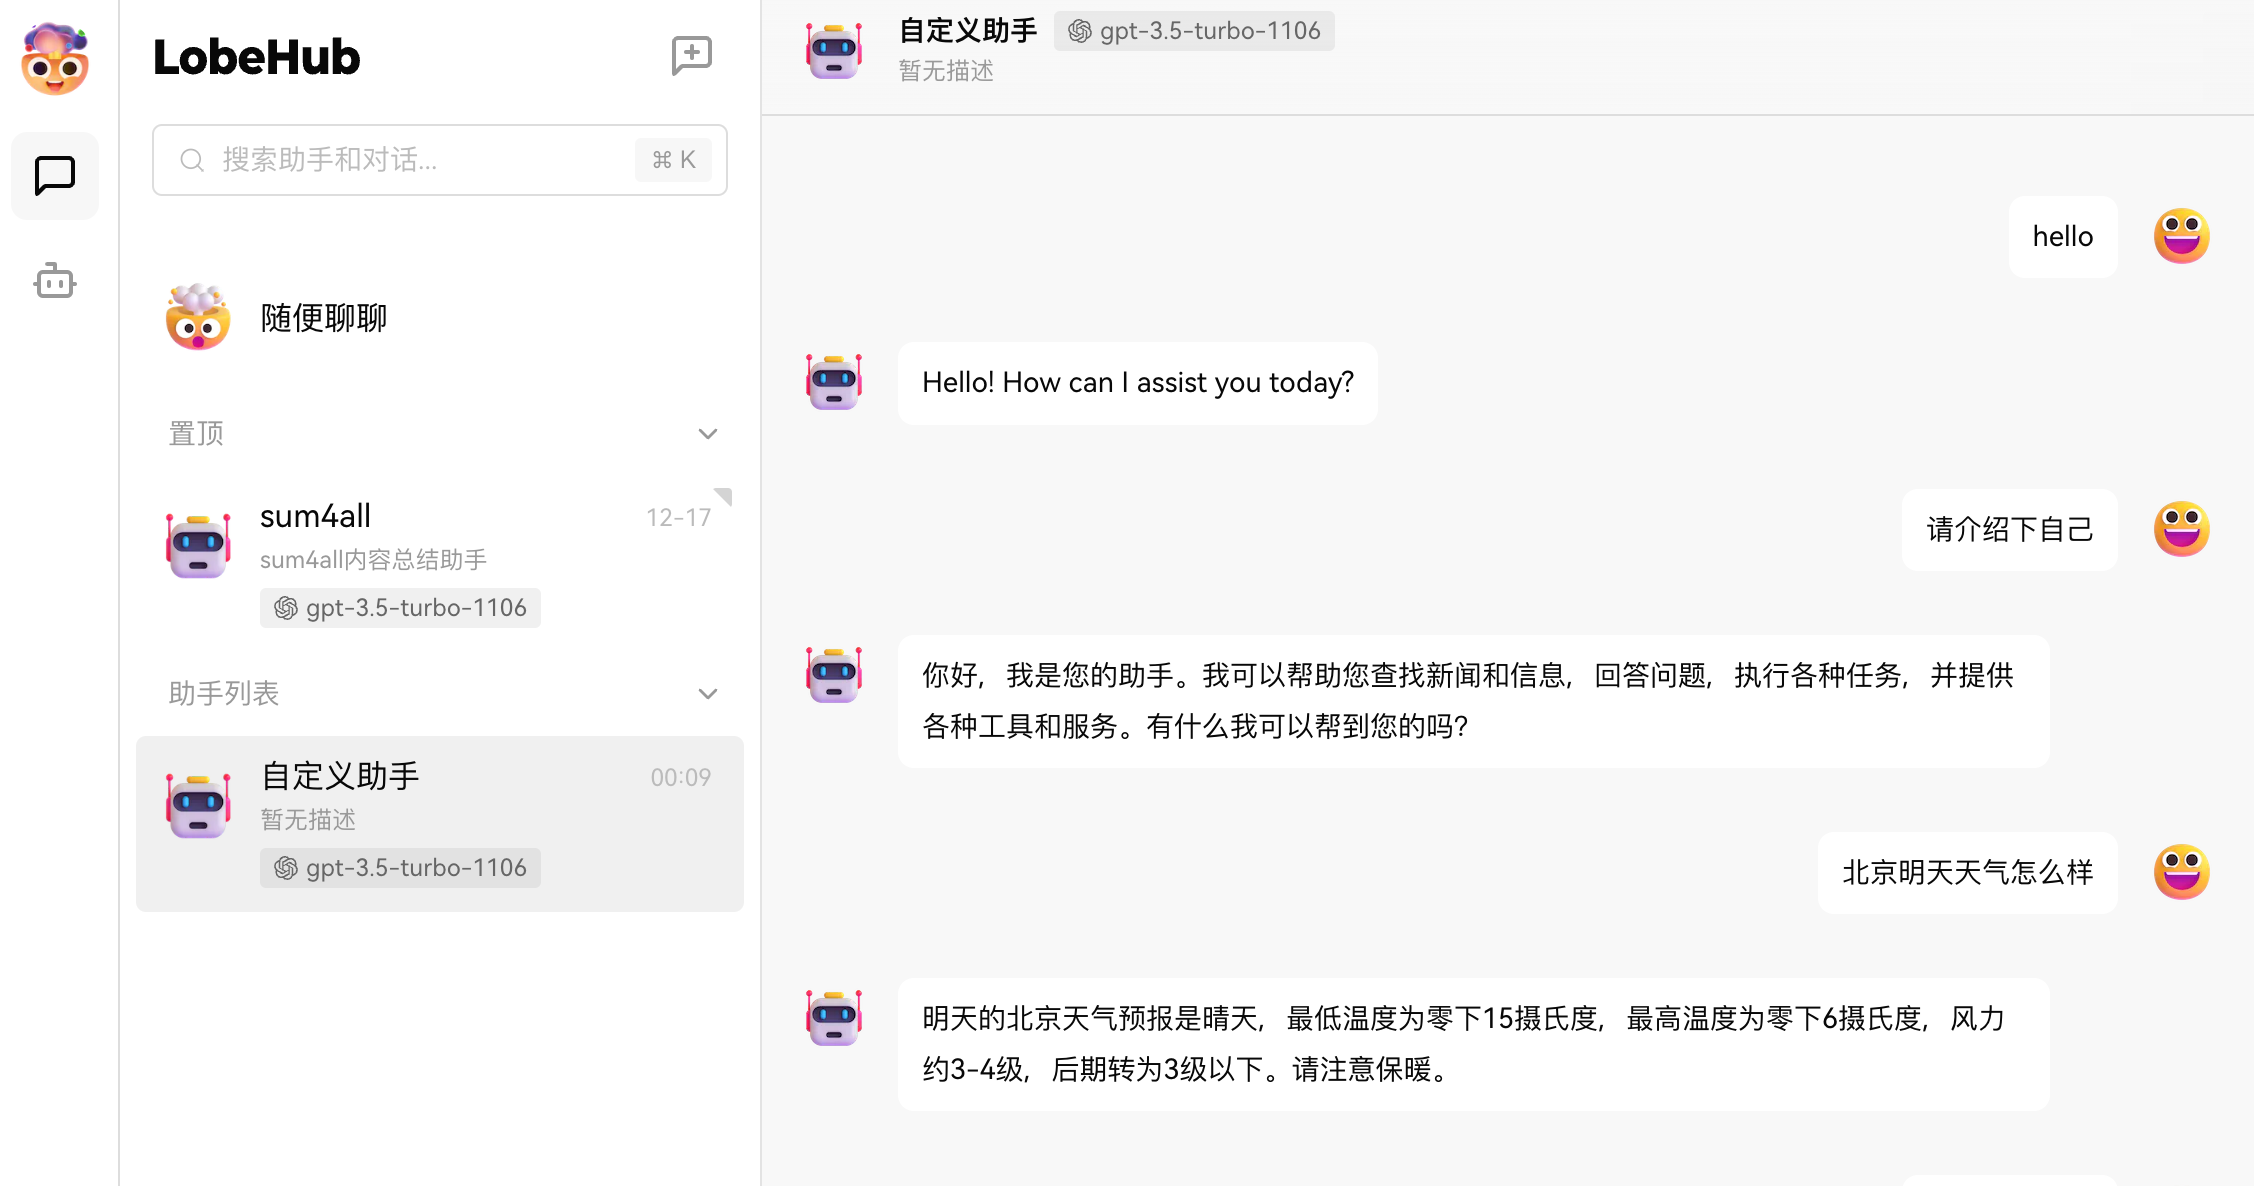 LobeHub
搜索助手和对话...
⌘ K
随便聊聊
置顶
sum4all
12-17
sum4all内容总结助手
gpt-3.5-turbo-1106
助手列表
自定义助手
00:09
暂无描述
gpt-3.5-turbo-1106
自定义助手
gpt-3.5-turbo-1106
暂无描述
hello
Hello! How can I assist you today?
请介绍下自己
你好，我是您的助手。我可以帮助您查找新闻和信息，回答问题，执行各种任务，并提供
各种工具和服务。有什么我可以帮到您的吗？
北京明天天气怎么样
明天的北京天气预报是晴天，最低温度为零下15摄氏度，最高温度为零下6摄氏度，风力
约3-4级，后期转为3级以下。请注意保暖。